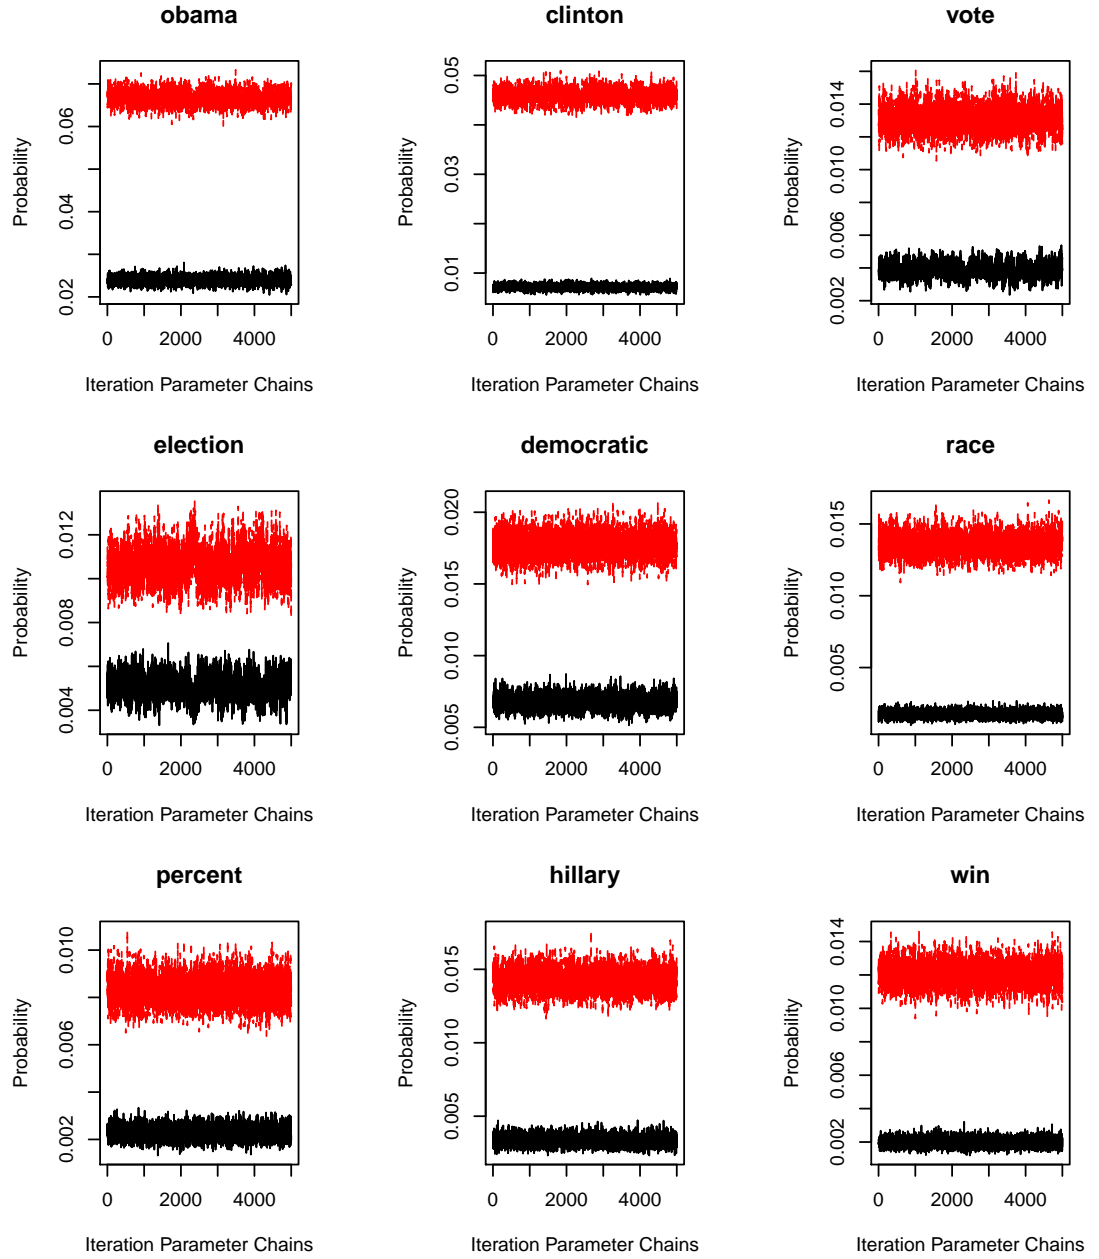 obama clinton vote
Probability Probability Probability
0.02 0.04 0.06
0.01 0.03 0.05
0.002 0.006 0.010 0.014
0 2000 4000 0 2000 4000 0 2000 4000
Iteration Parameter Chains Iteration Parameter Chains Iteration Parameter Chains
election democratic race
Probability Probability Probability
0.004 0.008 0.012
0.005 0.010 0.015 0.020
0.005 0.010 0.015
0 2000 4000 0 2000 4000 0 2000 4000
Iteration Parameter Chains Iteration Parameter Chains Iteration Parameter Chains
percent hillary win
Probability Probability Probability
0.002 0.006 0.010
0.005 0.010 0.015
0.002 0.006 0.010 0.014
0 2000 4000 0 2000 4000 0 2000 4000
Iteration Parameter Chains Iteration Parameter Chains Iteration Parameter Chains